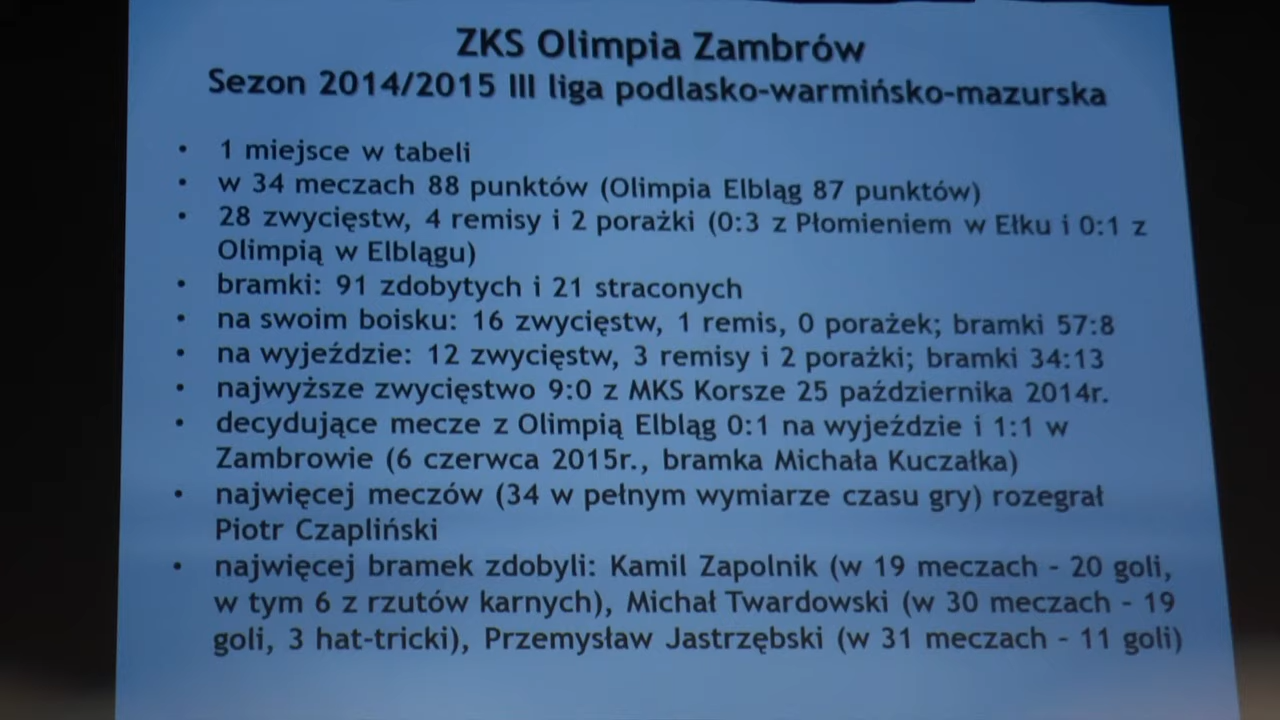 ZKS Olimpia Zambrów
Sezon 2014/2015 III liga podlasko-warmińsko-mazurska
• 1 miejsce w tabeli
• w 34 meczach 88 punktów (Olimpia Elbląg 87 punktów)
• 28 zwycięstw, 4 remisy i 2 porażki (0:3 z Płomieniem w Ełku i 0:1 z
Olimpią w Elblągu)
• bramki: 91 zdobytych i 21 straconych
• na swoim boisku: 16 zwycięstw, 1 remis, 0 porażek; bramki 57:8
• na wyjeździe: 12 zwycięstw, 3 remisy i 2 porażki; bramki 34:13
• najwyższe zwycięstwo 9:0 z MKS Korsze 25 października 2014r.
• decydujące mecze z Olimpią Elbląg 0:1 na wyjeździe i 1:1 w
Zambrowie (6 czerwca 2015r., bramka Michała Kuczałka)
• najwięcej meczów (34 w pełnym wymiarze czasu gry) rozegrał
Piotr Czapliński
• najwięcej bramek zdobyli: Kamil Zapolnik (w 19 meczach - 20 goli,
w tym 6 z rzutów karnych), Michał Twardowski (w 30 meczach - 19
goli, 3 hat-tricki), Przemysław Jastrzębski (w 31 meczach - 11 goli)